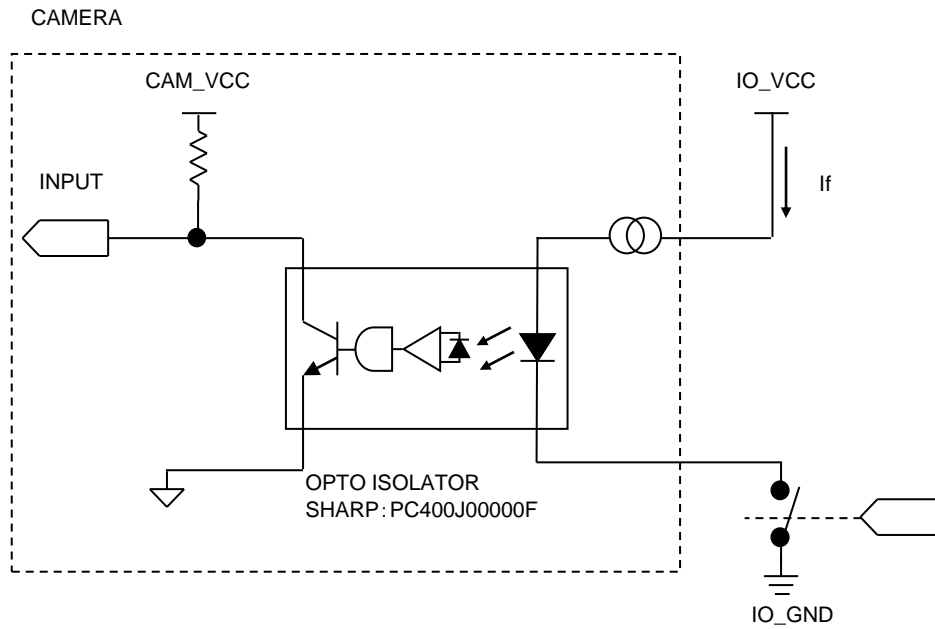 CAMERA
CAM_VCC
IO_VCC
INPUT
If
OPTO ISOLATOR
SHARP:PC400J00000F
IO_GND